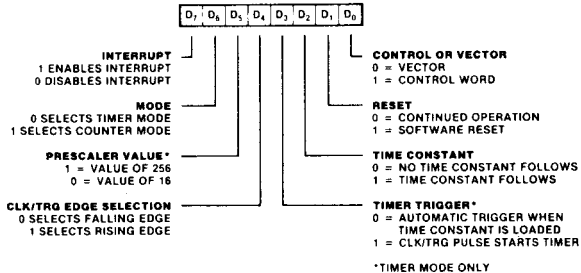 D7 D6 D5 D4 D3 D2 D1 D0
INTERRUPT
1 ENABLES INTERRUPT
0 DISABLES INTERRUPT
MODE
0 SELECTS TIMER MODE
1 SELECTS COUNTER MODE
PRESCALER VALUE*
1 = VALUE OF 256
0 = VALUE OF 16
CLK/TRG EDGE SELECTION
0 SELECTS FALLING EDGE
1 SELECTS RISING EDGE
CONTROL OR VECTOR
0 = VECTOR
1 = CONTROL WORD
RESET
0 = CONTINUED OPERATION
1 = SOFTWARE RESET
TIME CONSTANT
0 = NO TIME CONSTANT FOLLOWS
1 = TIME CONSTANT FOLLOWS
TIMER TRIGGER*
0 = AUTOMATIC TRIGGER WHEN
TIME CONSTANT IS LOADED
1 = CLK/TRG PULSE STARTS TIMER
*TIMER MODE ONLY